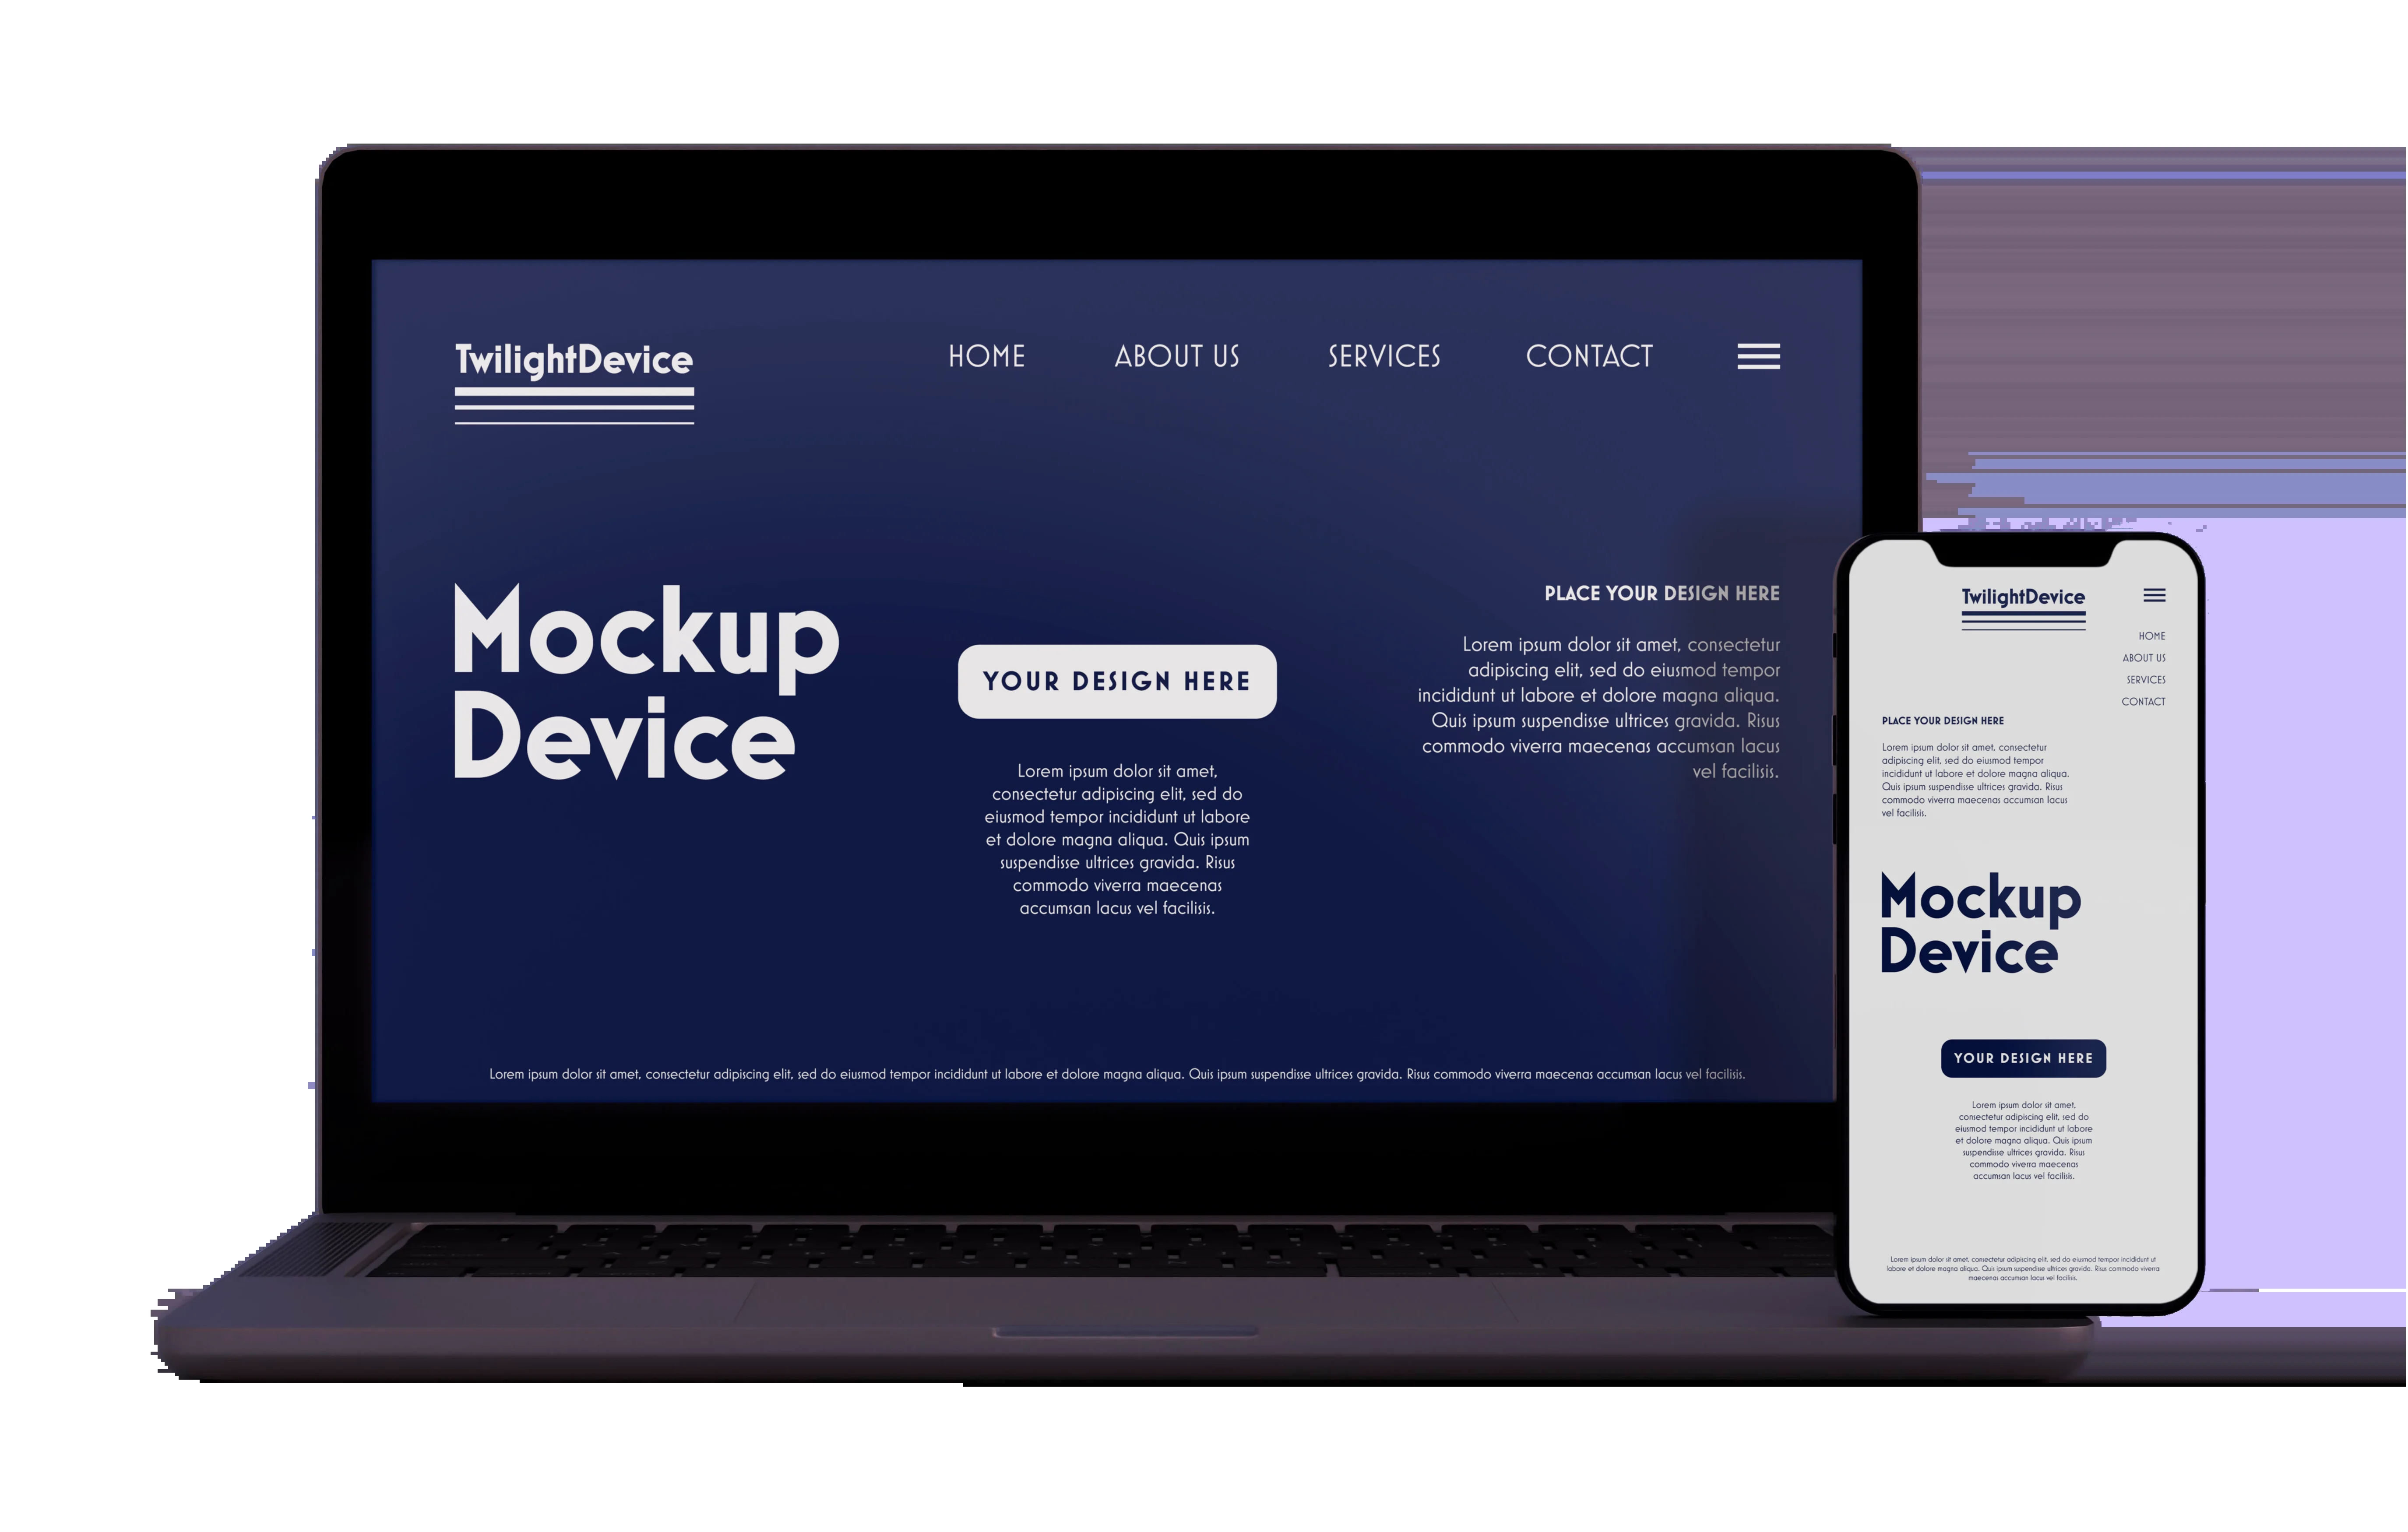 TwilightDevice
HOME
ABOUT US
SERVICES
CONTACT
Mockup
Device
YOUR DESIGN HERE
Lorem ipsum dolor sit amet,
consectetur adipiscing elit, sed do
eiusmod tempor incididunt ut labore
et dolore magna aliqua. Quis ipsum
suspendisse ultrices gravida. Risus
commodo viverra maecenas
accumsan lacus vel facilisis.
PLACE YOUR DESIGN HERE
Lorem ipsum dolor sit amet, consectetur
adipiscing elit, sed do eiusmod tempor
incididunt ut labore et dolore magna aliqua.
Quis ipsum suspendisse ultrices gravida. Risus
commodo viverra maecenas accumsan lacus
vel facilisis.
Lorem ipsum dolor sit amet, consectetur adipiscing elit, sed do eiusmod tempor incididunt ut labore et dolore magna aliqua. Quis ipsum suspendisse ultrices gravida. Risus commodo viverra maecenas accumsan lacus vel facilisis.
TwilightDevice
HOME
ABOUT US
SERVICES
CONTACT
PLACE YOUR DESIGN HERE
Lorem ipsum dolor sit amet, consectetur
adipiscing elit, sed do eiusmod tempor
incididunt ut labore et dolore magna aliqua.
Quis ipsum suspendisse ultrices gravida. Risus
commodo viverra maecenas accumsan lacus
vel facilisis.
Mockup
Device
YOUR DESIGN HERE
Lorem ipsum dolor sit amet,
consectetur adipiscing elit, sed do
eiusmod tempor incididunt ut labore
et dolore magna aliqua. Quis ipsum
suspendisse ultrices gravida. Risus
commodo viverra maecenas
accumsan lacus vel facilisis.
Lorem ipsum dolor sit amet, consectetur adipiscing elit, sed do eiusmod tempor incididunt ut
labore et dolore magna aliqua. Quis ipsum suspendisse ultrices gravida. Risus commodo viverra
maecenas accumsan lacus vel facilisis.